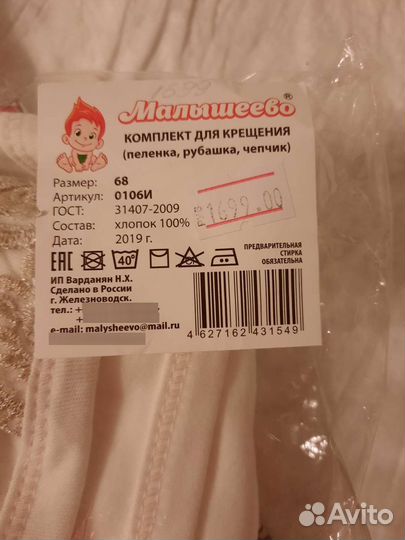 1699
Малышеево®
КОМПЛЕКТ ДЛЯ КРЕЩЕНИЯ
(пеленка, рубашка, чепчик)
Размер: 68
Артикул: 0106И
ГОСТ: 31407-2009
Состав: хлопок 100%
Дата: 2019 г.
1699.00
EAC
40°
ПРЕДВАРИТЕЛЬНАЯ
СТИРКА
ОБЯЗАТЕЛЬНА
ИП Варданян Н.Х.
Сделано в России
г. Железноводск.
тел.: +
+
e-mail: malysheevo@mail.ru
4 627162 431549
Avito